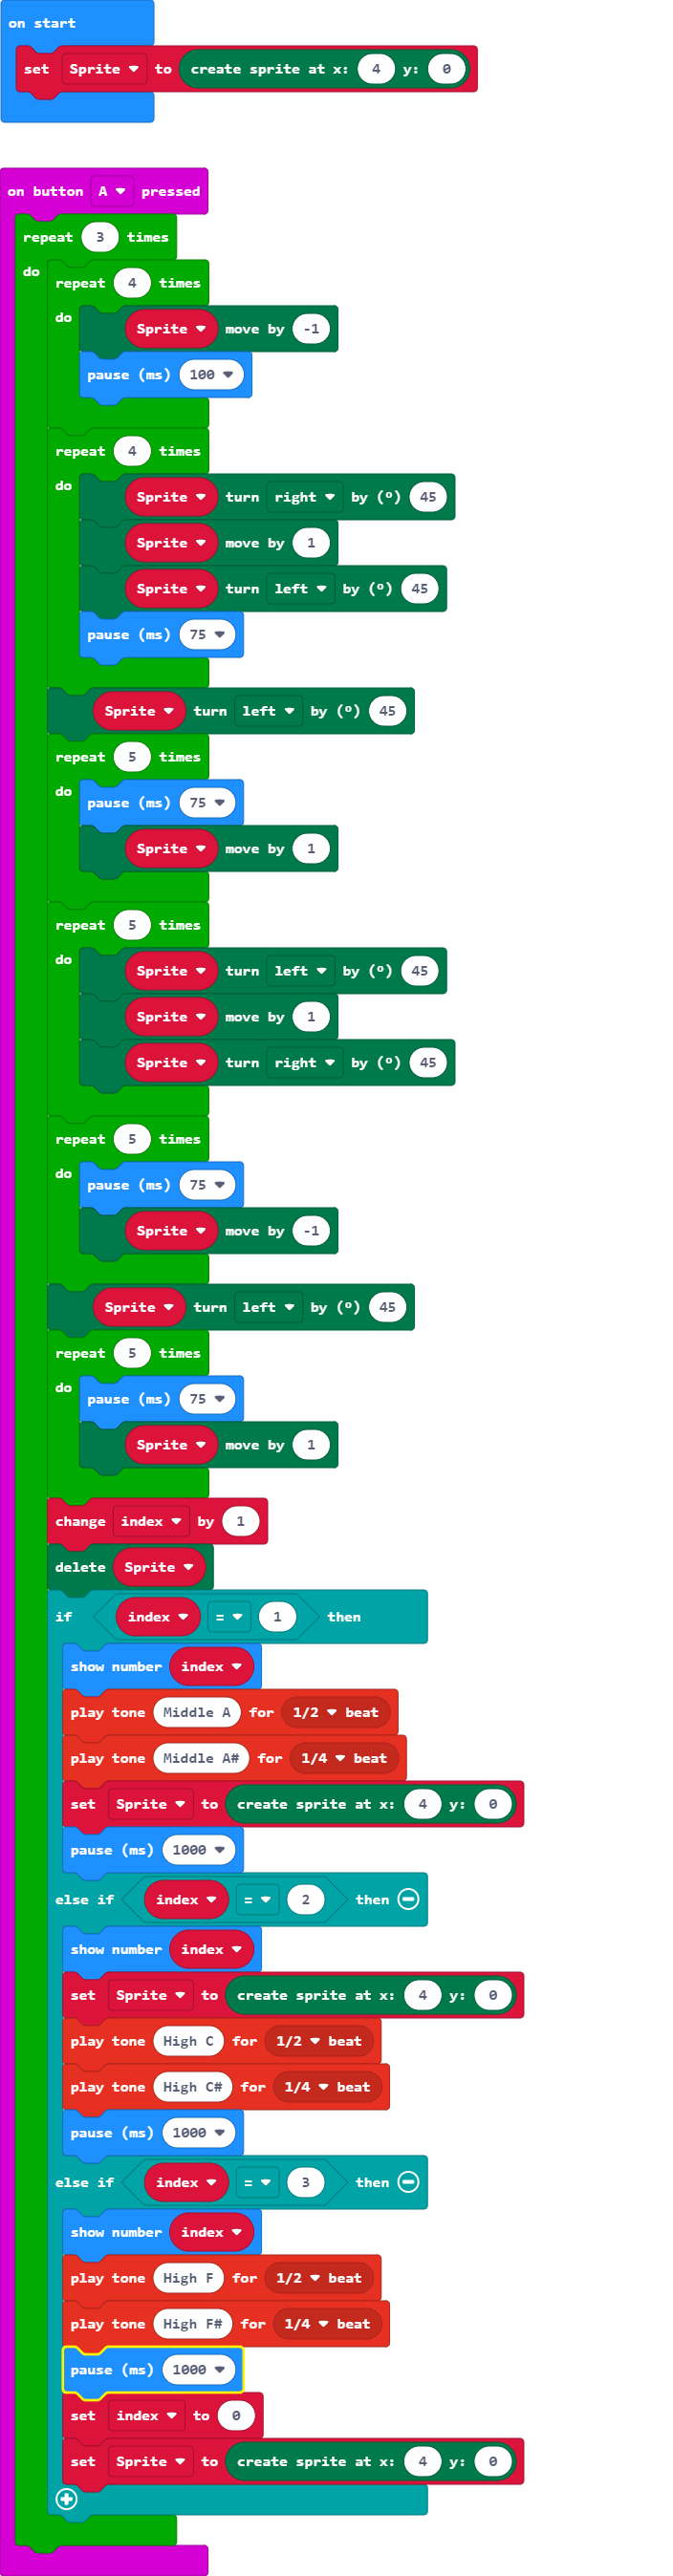 on start
set Sprite to create sprite at x: 4 y: 0
on button A pressed
repeat 3 times
do
repeat 4 times
do
Sprite move by -1
pause (ms) 100
repeat 4 times
do
Sprite turn right by (º) 45
Sprite move by 1
Sprite turn left by (º) 45
pause (ms) 75
Sprite turn left by (º) 45
repeat 5 times
do
pause (ms) 75
Sprite move by 1
repeat 5 times
do
Sprite turn left by (º) 45
Sprite move by 1
Sprite turn right by (º) 45
repeat 5 times
do
pause (ms) 75
Sprite move by -1
Sprite turn left by (º) 45
repeat 5 times
do
pause (ms) 75
Sprite move by 1
change index by 1
delete Sprite
if index = 1 then
show number index
play tone Middle A for 1/2 beat
play tone Middle A# for 1/4 beat
set Sprite to create sprite at x: 4 y: 0
pause (ms) 1000
else if index = 2 then
show number index
set Sprite to create sprite at x: 4 y: 0
play tone High C for 1/2 beat
play tone High C# for 1/4 beat
pause (ms) 1000
else if index = 3 then
show number index
play tone High F for 1/2 beat
play tone High F# for 1/4 beat
pause (ms) 1000
set index to 0
set Sprite to create sprite at x: 4 y: 0